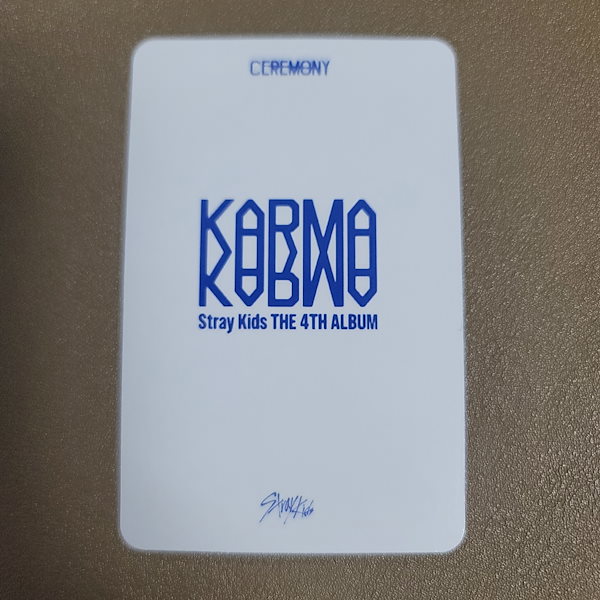 CEREMONY
KARMA
Stray Kids THE 4TH ALBUM
Stray Kids